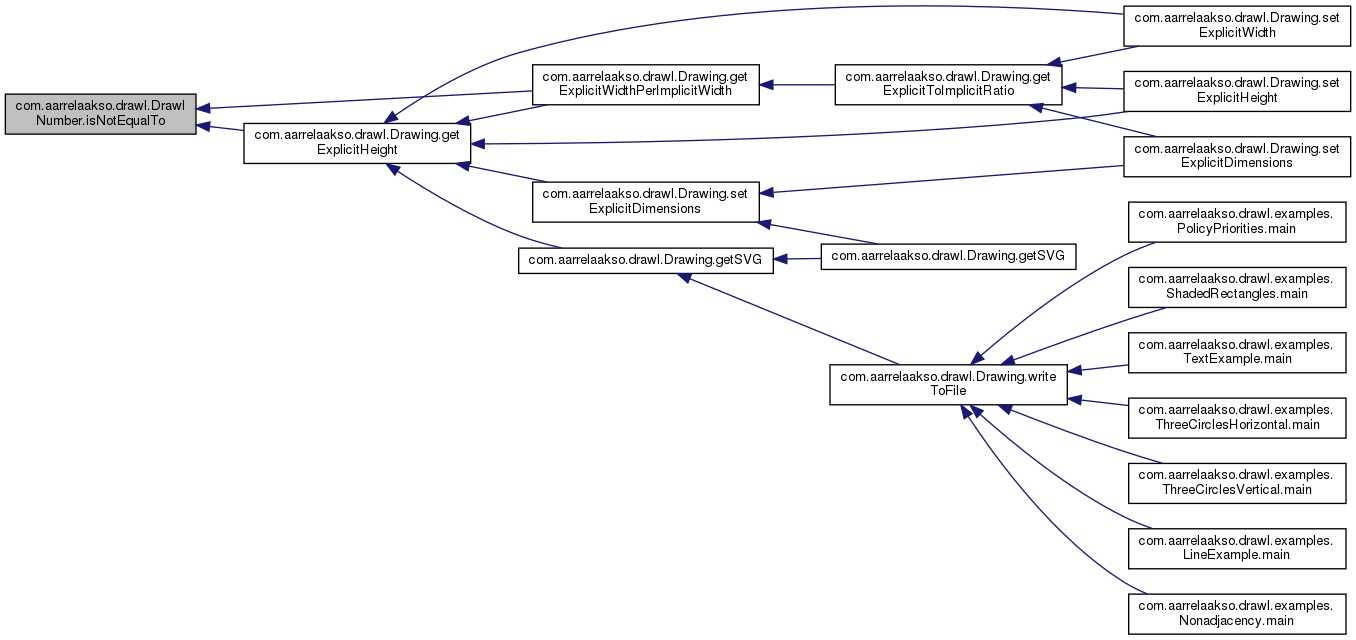 com.aarrelaakso.drawl.Drawl
Number.isNotEqualTo
com.aarrelaakso.drawl.Drawing.get
ExplicitHeight
com.aarrelaakso.drawl.Drawing.get
ExplicitWidthPerImplicitWidth
com.aarrelaakso.drawl.Drawing.set
ExplicitDimensions
com.aarrelaakso.drawl.Drawing.getSVG
com.aarrelaakso.drawl.Drawing.get
ExplicitToImplicitRatio
com.aarrelaakso.drawl.Drawing.getSVG
com.aarrelaakso.drawl.Drawing.write
ToFile
com.aarrelaakso.drawl.Drawing.set
ExplicitWidth
com.aarrelaakso.drawl.Drawing.set
ExplicitHeight
com.aarrelaakso.drawl.Drawing.set
ExplicitDimensions
com.aarrelaakso.drawl.examples.
PolicyPriorities.main
com.aarrelaakso.drawl.examples.
ShadedRectangles.main
com.aarrelaakso.drawl.examples.
TextExample.main
com.aarrelaakso.drawl.examples.
ThreeCirclesHorizontal.main
com.aarrelaakso.drawl.examples.
ThreeCirclesVertical.main
com.aarrelaakso.drawl.examples.
LineExample.main
com.aarrelaakso.drawl.examples.
Nonadjacency.main